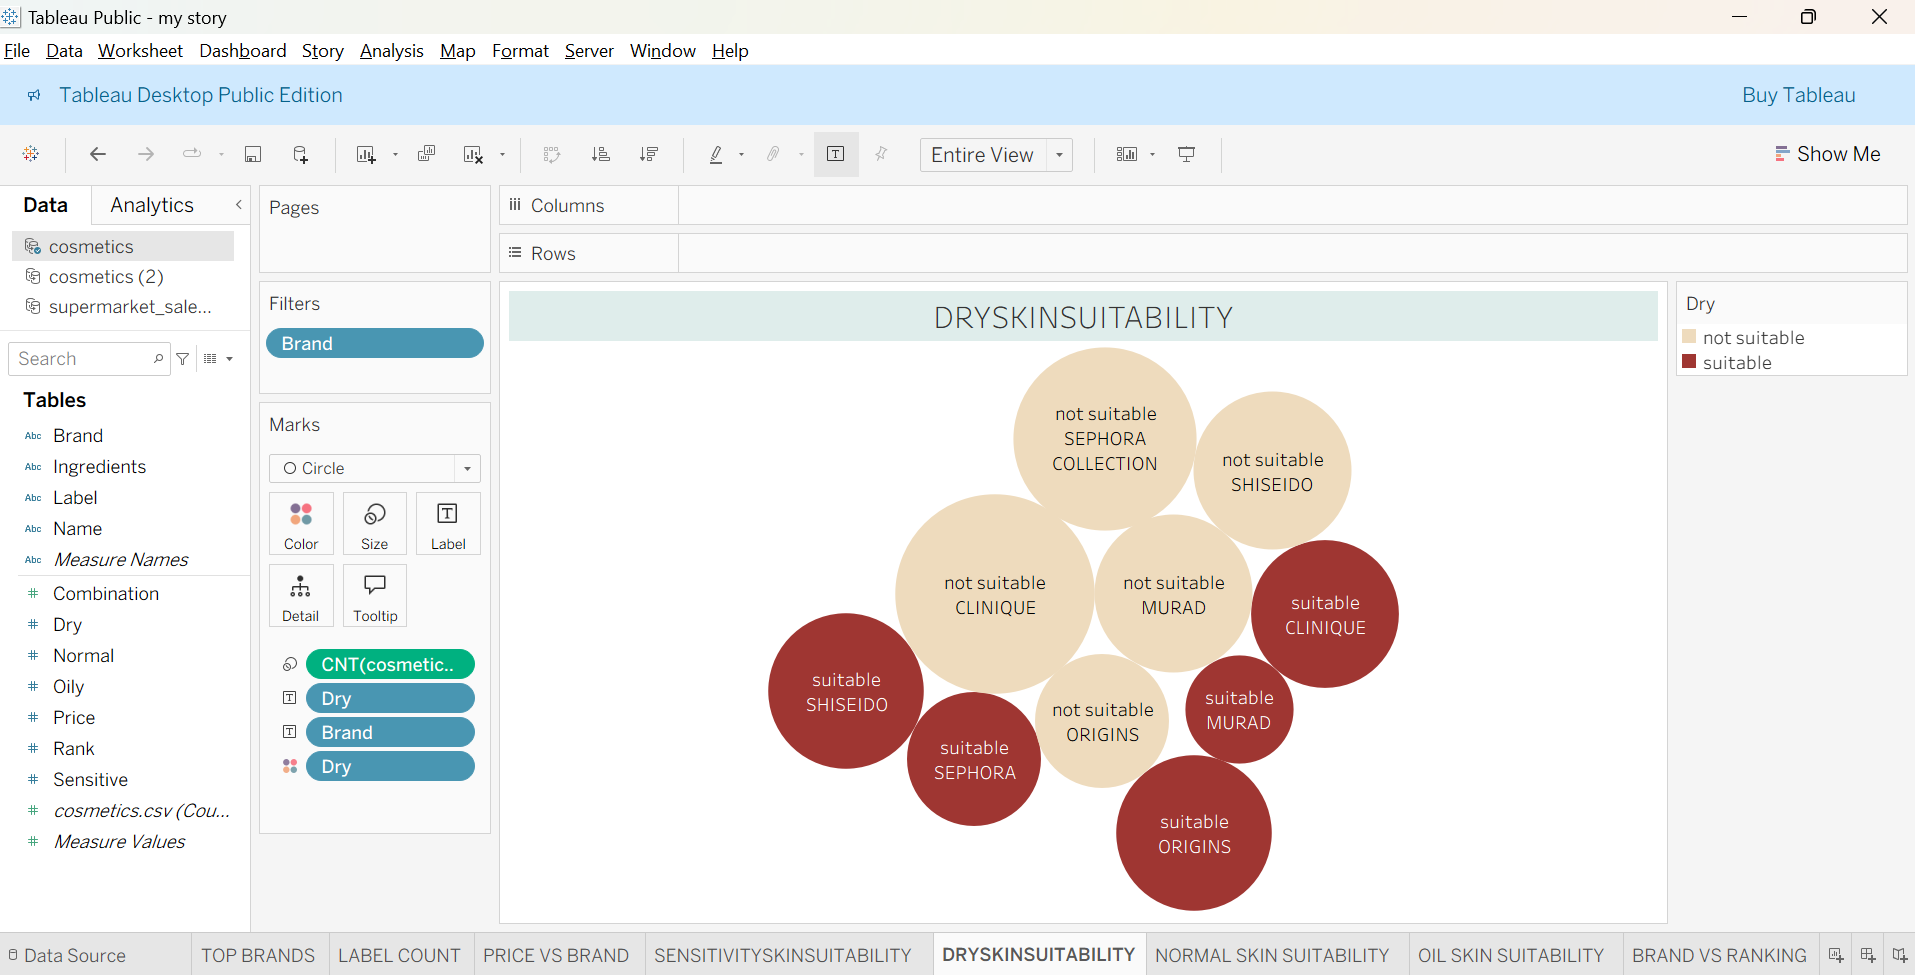 Tableau Public - my story
File Data Worksheet Dashboard Story Analysis Map Format Server Window Help
Tableau Desktop Public Edition
Buy Tableau
Entire View
Show Me
Data
Analytics
cosmetics
cosmetics (2)
supermarket_sale...
Search
Tables
Abc Brand
Abc Ingredients
Abc Label
Abc Name
Abc Measure Names
# Combination
# Dry
# Normal
# Oily
# Price
# Rank
# Sensitive
# cosmetics.csv (Cou...
# Measure Values
Pages
Filters
Brand
Marks
Circle
Color
Size
Label
Detail
Tooltip
CNT(cosmetic..
Dry
Brand
Dry
Columns
Rows
DRYSKINSUITABILITY
not suitable
SEPHORA
COLLECTION
not suitable
SHISEIDO
not suitable
CLINIQUE
not suitable
MURAD
suitable
CLINIQUE
suitable
SHISEIDO
not suitable
ORIGINS
suitable
MURAD
suitable
SEPHORA
suitable
ORIGINS
Dry
not suitable
suitable
Data Source
TOP BRANDS
LABEL COUNT
PRICE VS BRAND
SENSITIVITYSKINSUITABILITY
DRYSKINSUITABILITY
NORMAL SKIN SUITABILITY
OIL SKIN SUITABILITY
BRAND VS RANKING